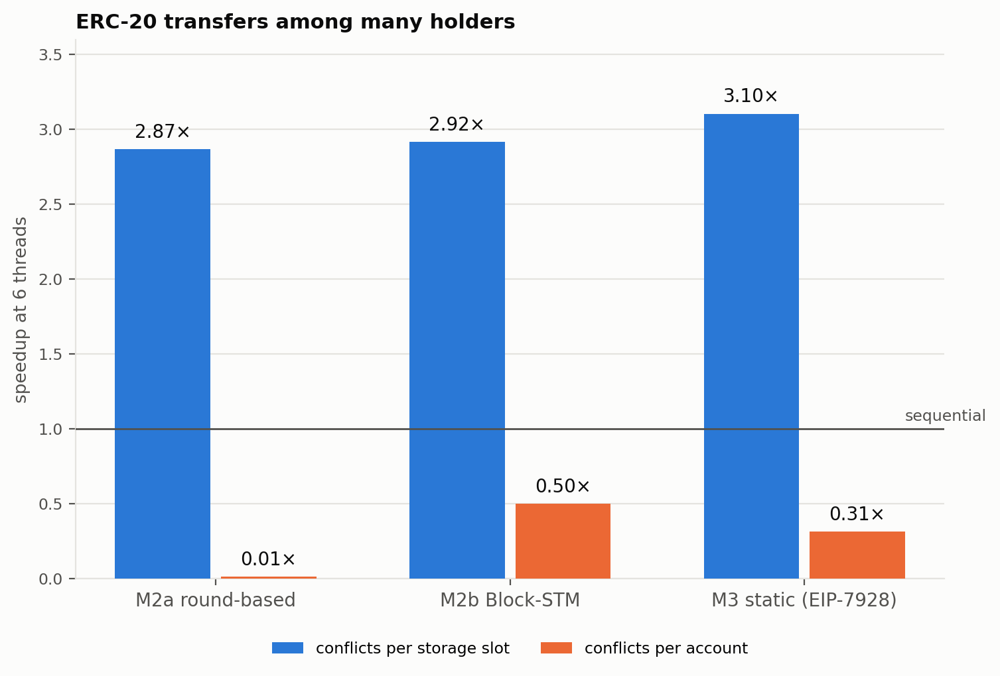 ERC-20 transfers among many holders
speedup at 6 threads
3.5
3.0
2.5
2.0
1.5
1.0
0.5
0.0
2.87×
0.01×
2.92×
0.50×
3.10×
0.31×
sequential
M2a round-based
M2b Block-STM
M3 static (EIP-7928)
conflicts per storage slot
conflicts per account